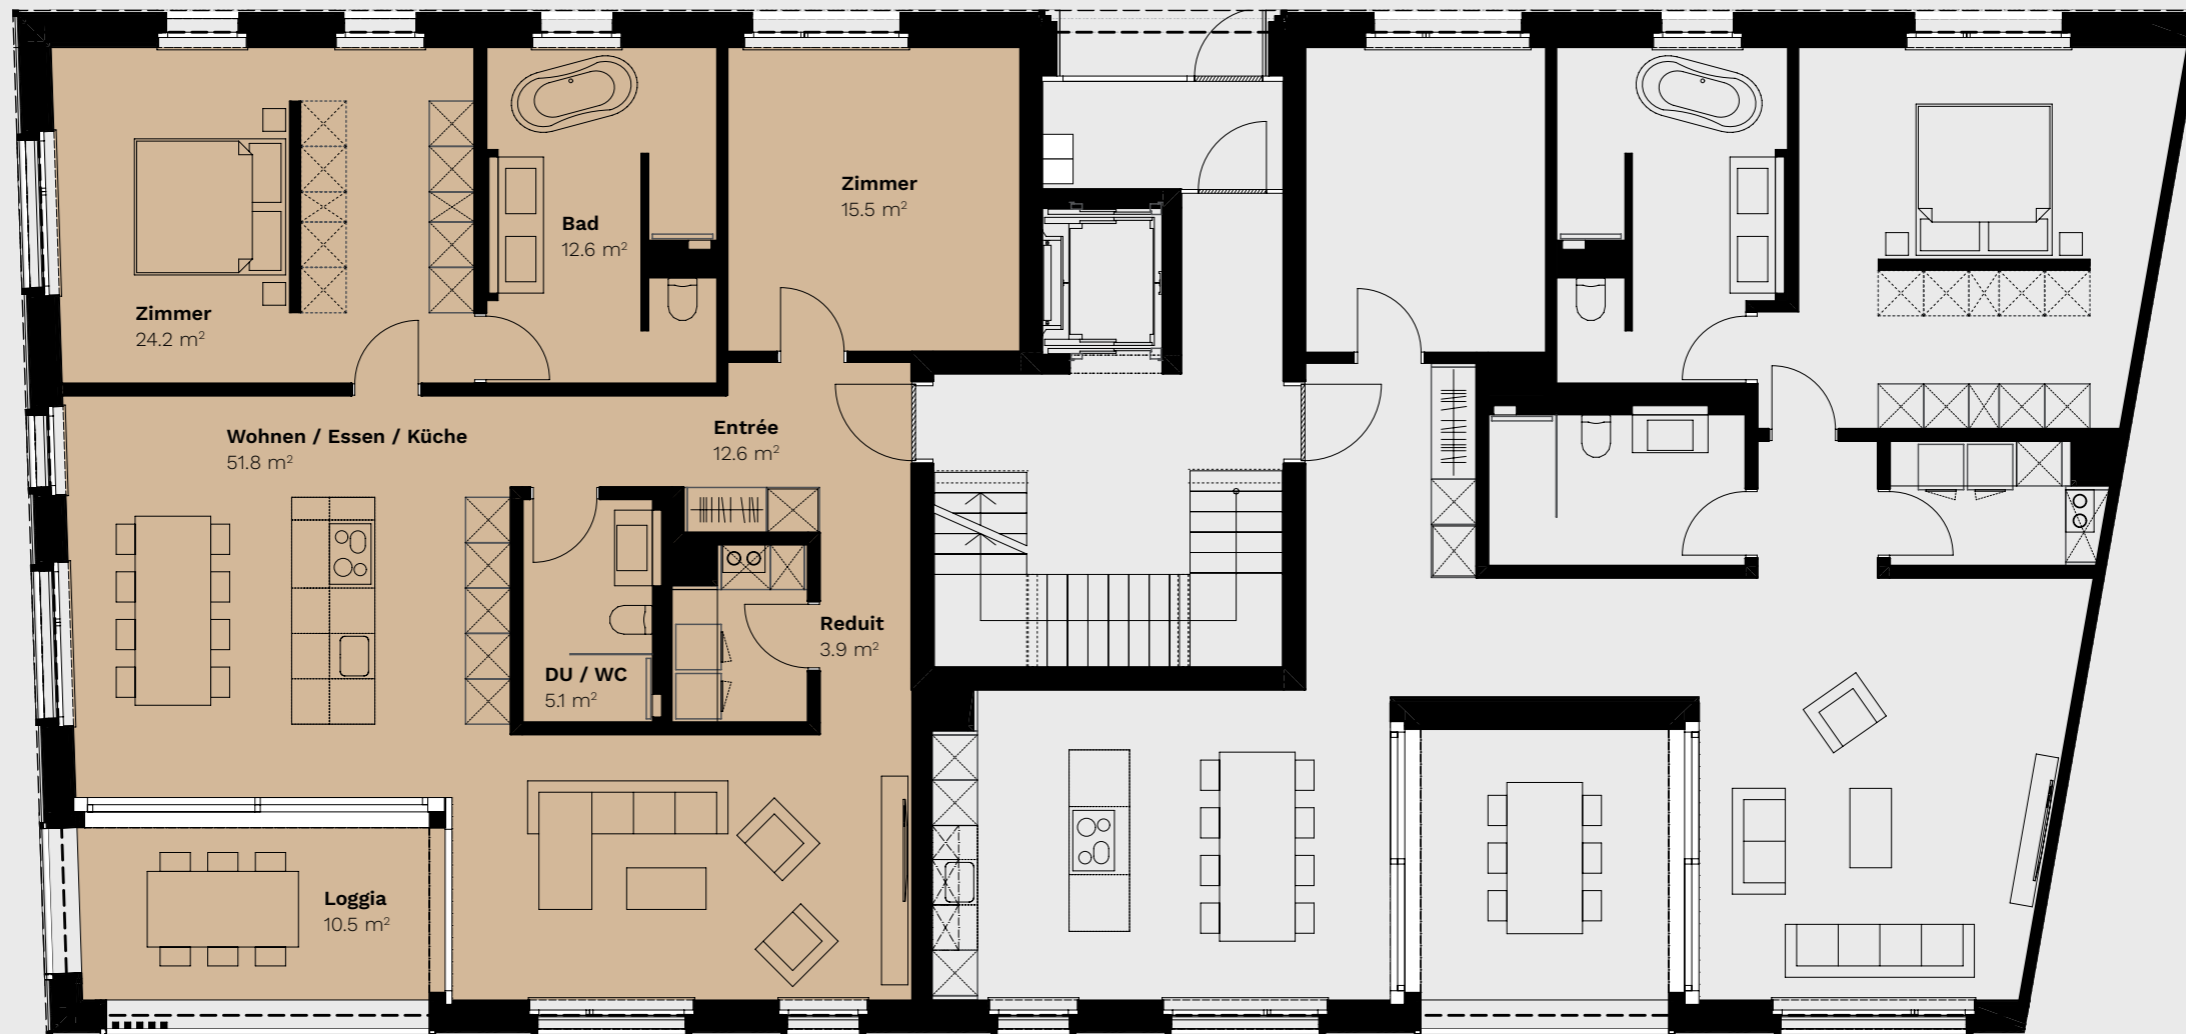 Zimmer
15.5 m²
Bad
12.6 m²
Zimmer
24.2 m²
Wohnen / Essen / Küche
51.8 m²
Entrée
12.6 m²
Reduit
3.9 m²
DU / WC
5.1 m²
Loggia
10.5 m²